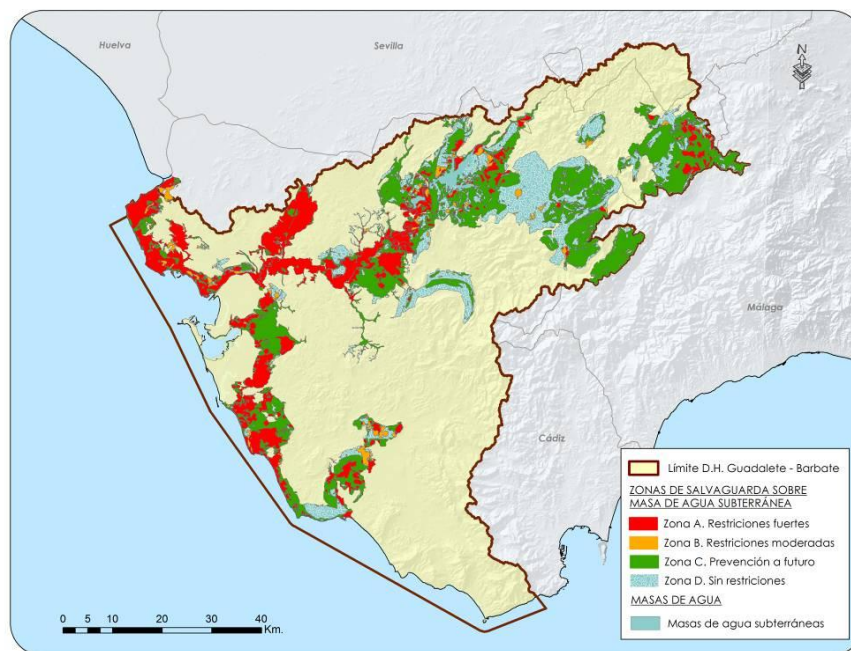 Huelva
Sevilla
N
Málaga
Cádiz
Límite D.H. Guadalete - Barbate
ZONAS DE SALVAGUARDA SOBRE
MASA DE AGUA SUBTERRÁNEA
Zona A. Restriciones fuertes
Zona B. Restriciones moderadas
Zona C. Prevención a futuro
Zona D. Sin restriciones
MASAS DE AGUA
Masas de agua subterráneas
0 5 10 20 30 40
Km.